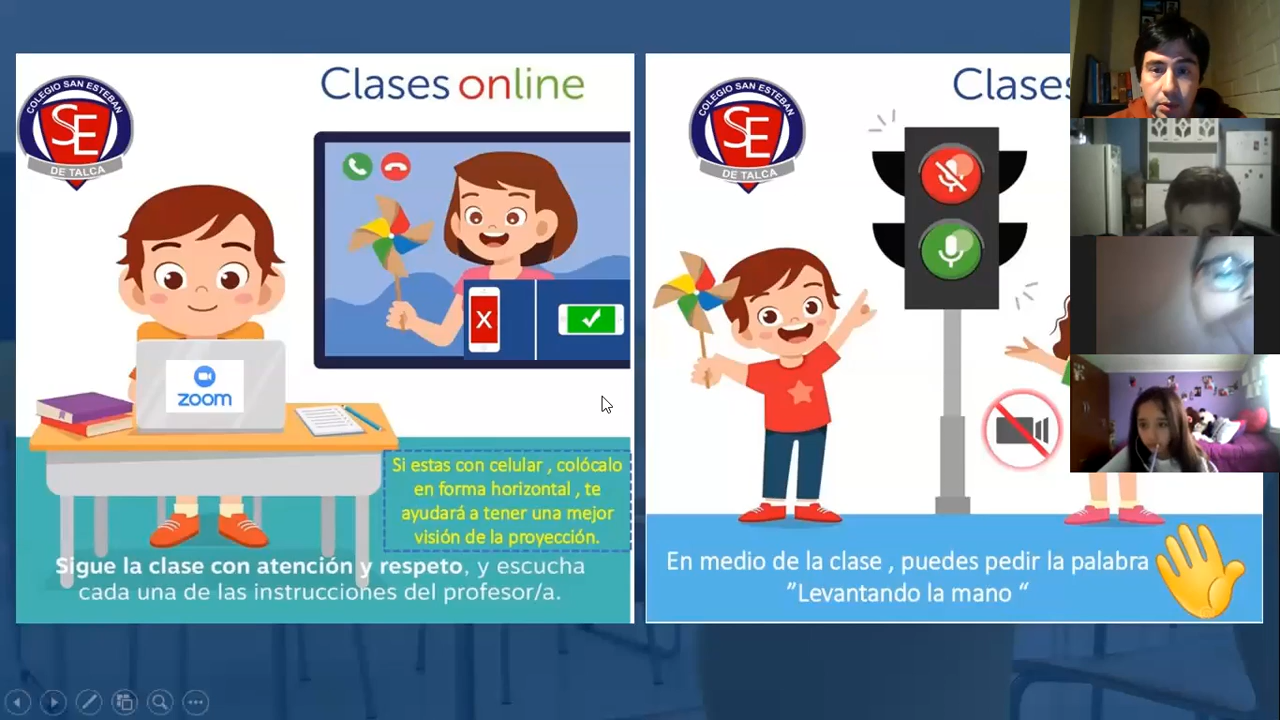 Clases online
COLEGIO SAN ESTEBAN
SE
DE TALCA
X
zoom
Si estas con celular , colócalo
en forma horizontal , te
ayudará a tener una mejor
visión de la proyección.
Sigue la clase con atención y respeto, y escucha
cada una de las instrucciones del profesor/a.
Clases
COLEGIO SAN ESTEBAN
SE
DE TALCA
En medio de la clase , puedes pedir la palabra
”Levantando la mano “